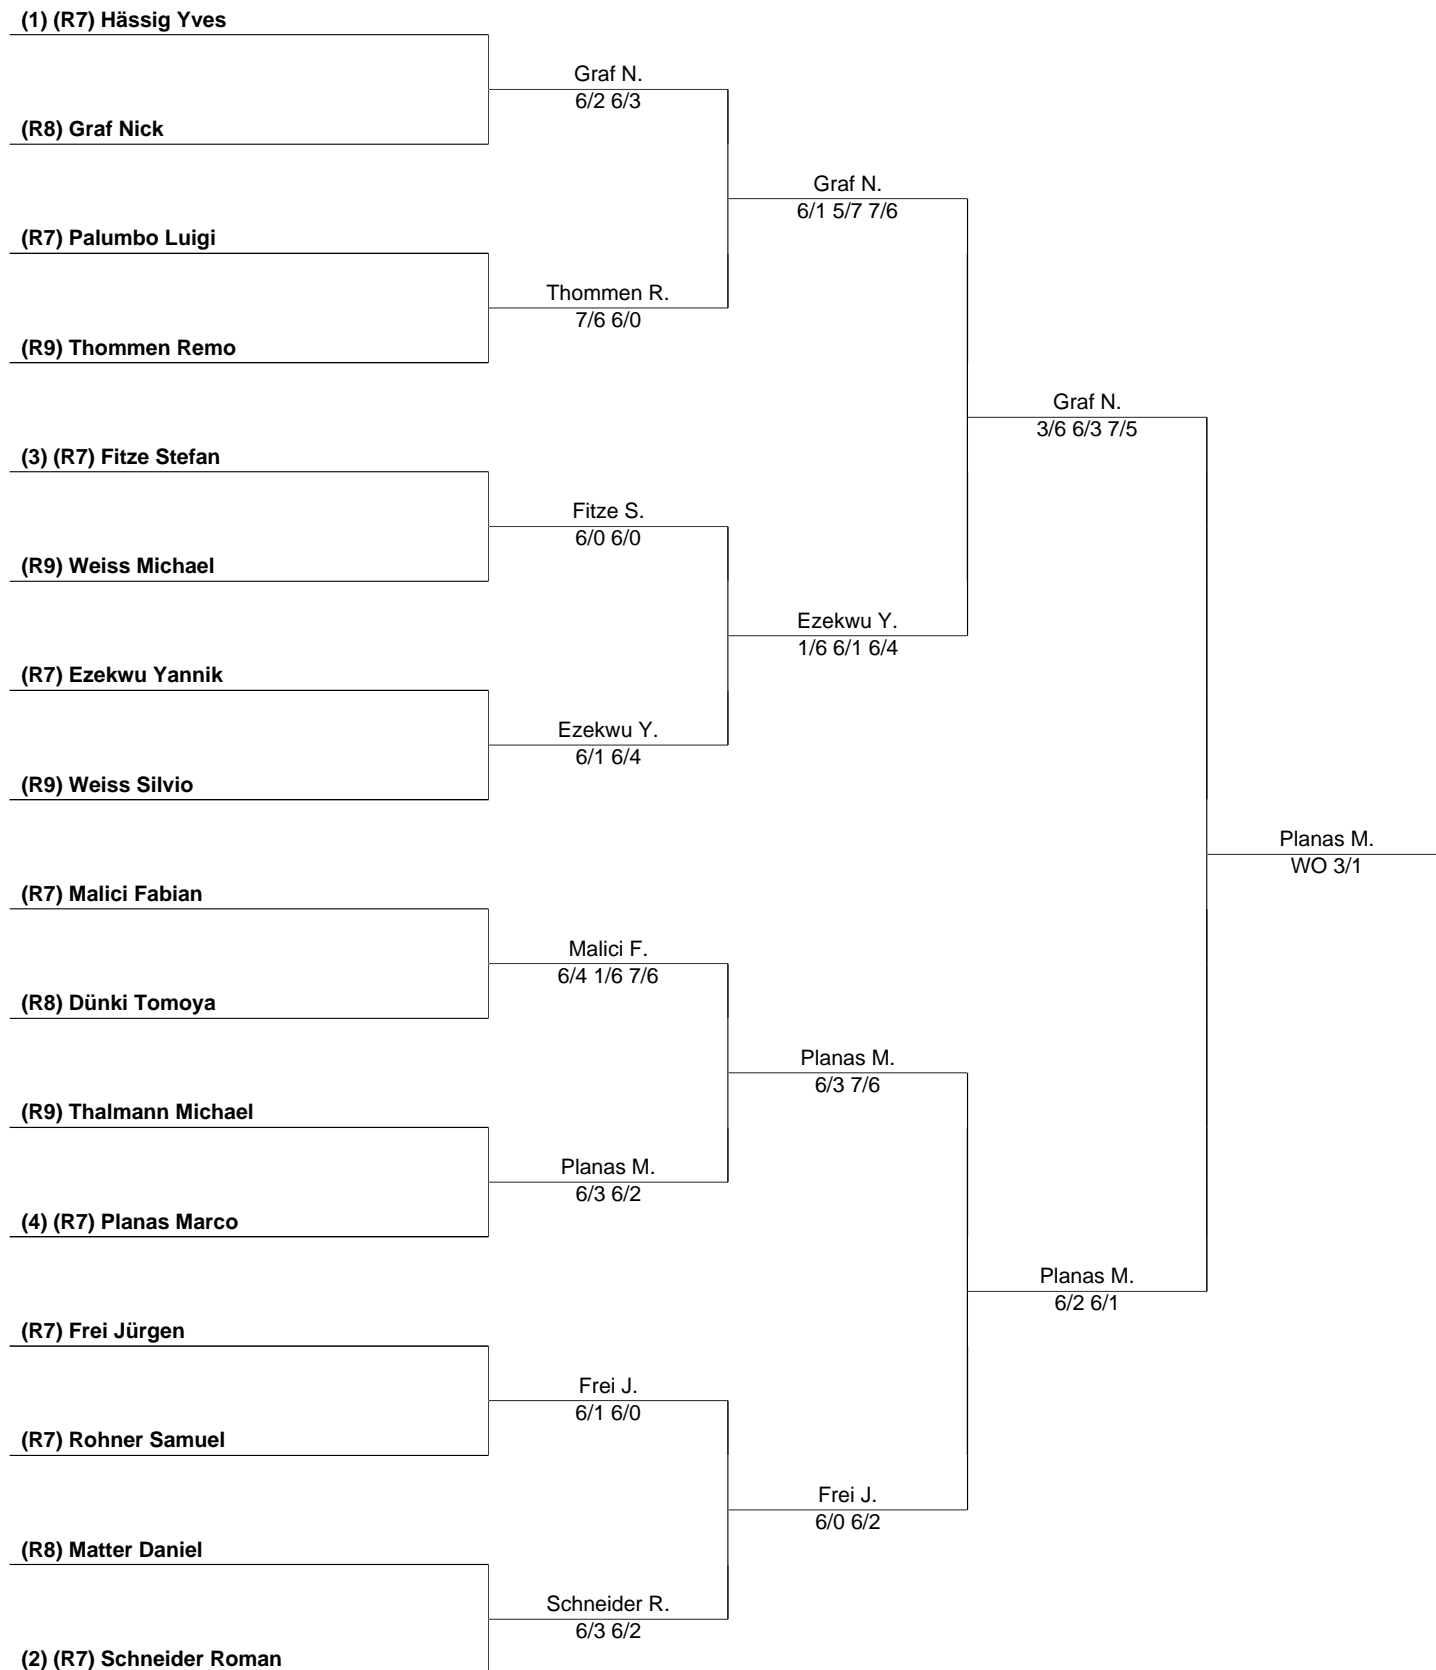 (1) (R7) Hässig Yves
Graf N.
6/2 6/3
(R8) Graf Nick
Graf N.
6/1 5/7 7/6
(R7) Palumbo Luigi
Thommen R.
7/6 6/0
(R9) Thommen Remo
Graf N.
3/6 6/3 7/5
(3) (R7) Fitze Stefan
Fitze S.
6/0 6/0
(R9) Weiss Michael
Ezekwu Y.
1/6 6/1 6/4
(R7) Ezekwu Yannik
Ezekwu Y.
6/1 6/4
(R9) Weiss Silvio
Planas M.
WO 3/1
(R7) Malici Fabian
Malici F.
6/4 1/6 7/6
(R8) Dünki Tomoya
Planas M.
6/3 7/6
(R9) Thalmann Michael
Planas M.
6/3 6/2
(4) (R7) Planas Marco
Planas M.
6/2 6/1
(R7) Frei Jürgen
Frei J.
6/1 6/0
(R7) Rohner Samuel
Frei J.
6/0 6/2
(R8) Matter Daniel
Schneider R.
6/3 6/2
(2) (R7) Schneider Roman